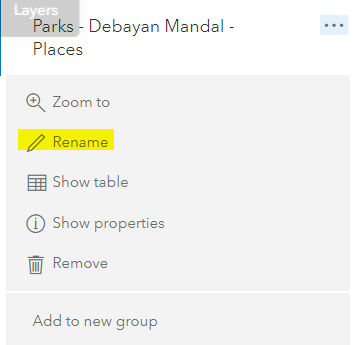 Layers
Parks - Debayan Mandal -
Places
Zoom to
Rename
Show table
Show properties
Remove
Add to new group